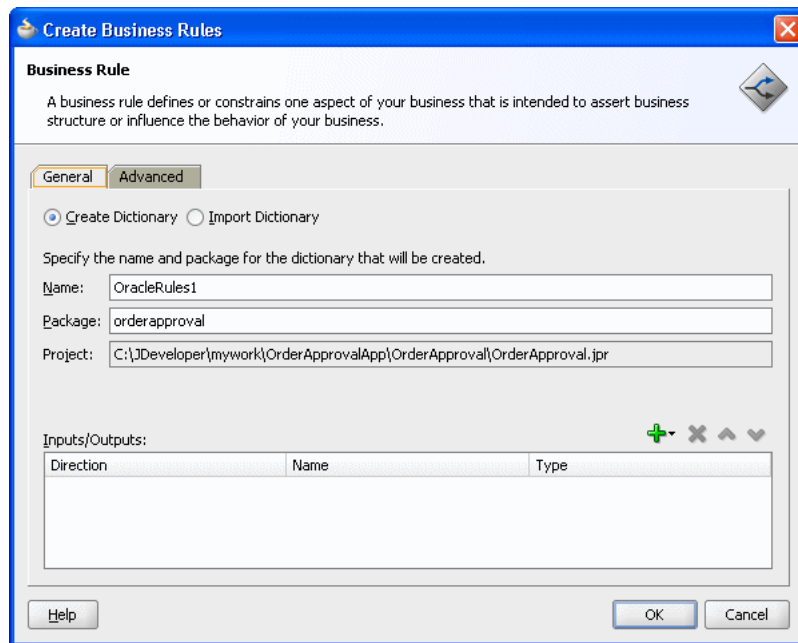 Create Business Rules
Business Rule
A business rule defines or constrains one aspect of your business that is intended to assert business
structure or influence the behavior of your business.
General Advanced
Create Dictionary Import Dictionary
Specify the name and package for the dictionary that will be created.
Name: OracleRules1
Package: orderapproval
Project: C:\JDeveloper\mywork\OrderApprovalApp\OrderApproval\OrderApproval.jpr
Inputs/Outputs:
Direction Name Type
Help OK Cancel